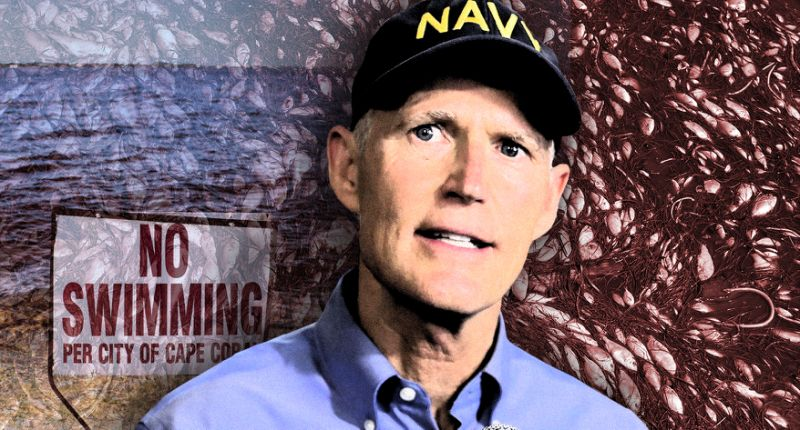 NAVY
NO
SWIMMING
PER CITY OF CAPE CORAL